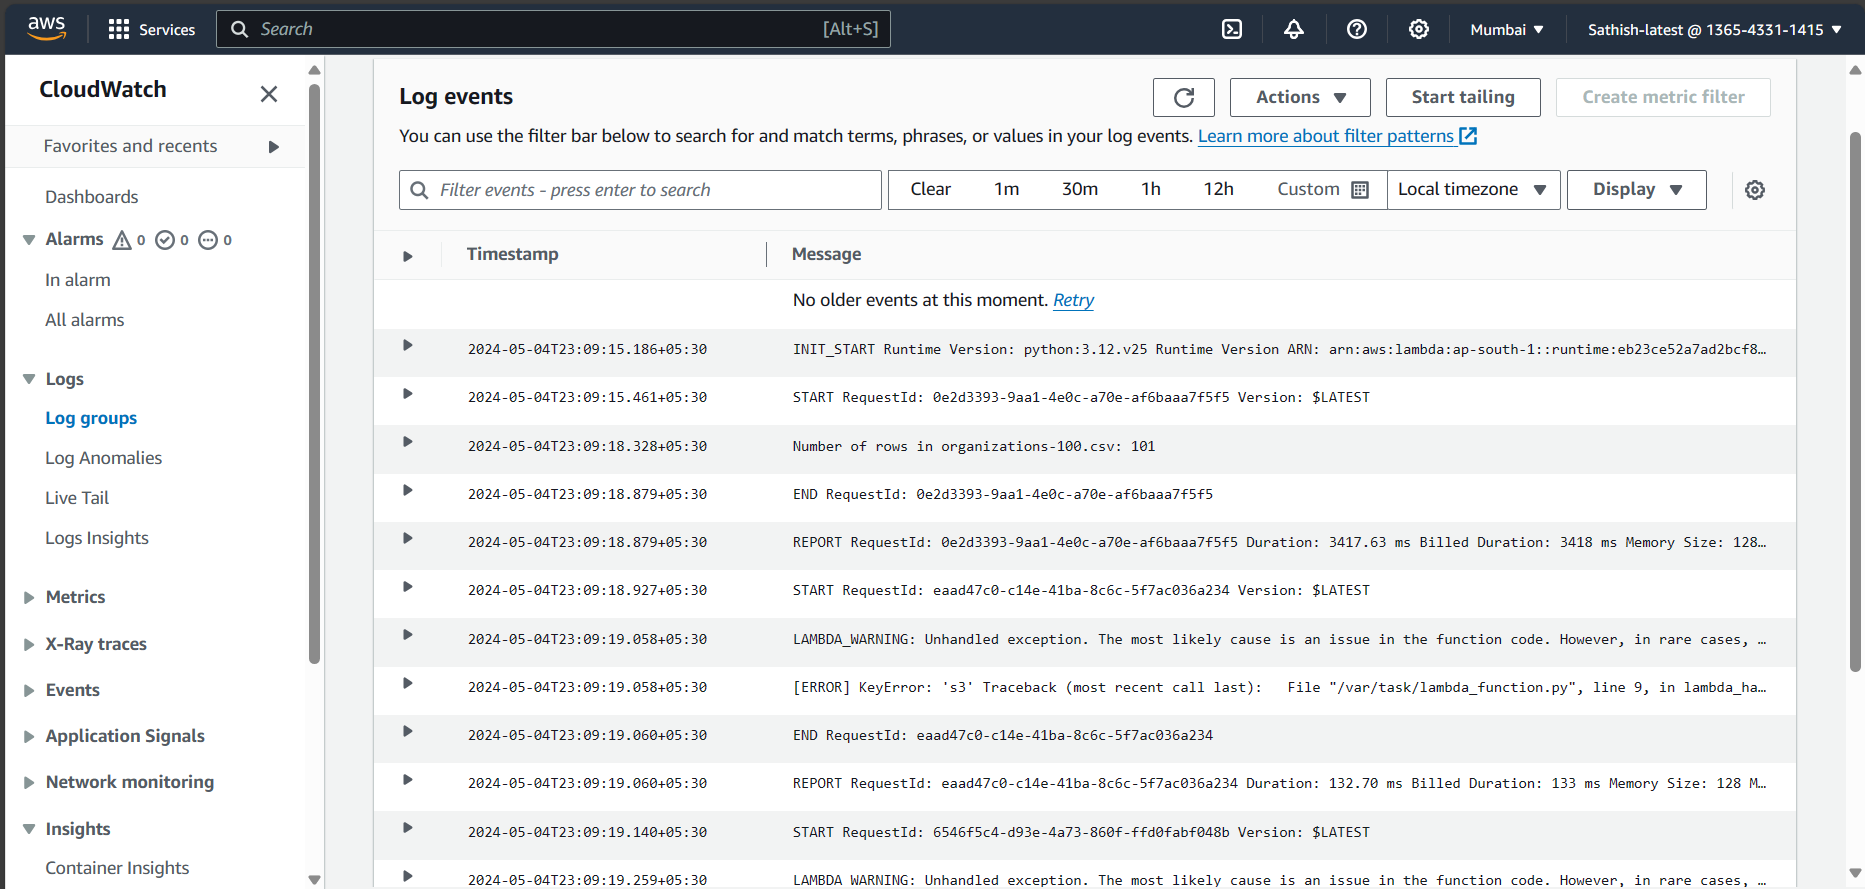 aws Services Search [Alt+S] Mumbai Sathish-latest @ 1365-4331-1415
CloudWatch
Favorites and recents
Dashboards
Alarms 0 0 0
In alarm
All alarms
Logs
Log groups
Log Anomalies
Live Tail
Logs Insights
Metrics
X-Ray traces
Events
Application Signals
Network monitoring
Insights
Container Insights
Log events Actions Start tailing Create metric filter
You can use the filter bar below to search for and match terms, phrases, or values in your log events. Learn more about filter patterns
Filter events - press enter to search Clear 1m 30m 1h 12h Custom Local timezone Display
Timestamp Message
No older events at this moment. Retry
2024-05-04T23:09:15.186+05:30 INIT_START Runtime Version: python:3.12.v25 Runtime Version ARN: arn:aws:lambda:ap-south-1::runtime:eb23ce52a7ad2bcf8…
2024-05-04T23:09:15.461+05:30 START RequestId: 0e2d3393-9aa1-4e0c-a70e-af6baaa7f5f5 Version: $LATEST
2024-05-04T23:09:18.328+05:30 Number of rows in organizations-100.csv: 101
2024-05-04T23:09:18.879+05:30 END RequestId: 0e2d3393-9aa1-4e0c-a70e-af6baaa7f5f5
2024-05-04T23:09:18.879+05:30 REPORT RequestId: 0e2d3393-9aa1-4e0c-a70e-af6baaa7f5f5 Duration: 3417.63 ms Billed Duration: 3418 ms Memory Size: 128…
2024-05-04T23:09:18.927+05:30 START RequestId: eaad47c0-c14e-41ba-8c6c-5f7ac036a234 Version: $LATEST
2024-05-04T23:09:19.058+05:30 LAMBDA_WARNING: Unhandled exception. The most likely cause is an issue in the function code. However, in rare cases, …
2024-05-04T23:09:19.058+05:30 [ERROR] KeyError: 's3' Traceback (most recent call last): File "/var/task/lambda_function.py", line 9, in lambda_ha…
2024-05-04T23:09:19.060+05:30 END RequestId: eaad47c0-c14e-41ba-8c6c-5f7ac036a234
2024-05-04T23:09:19.060+05:30 REPORT RequestId: eaad47c0-c14e-41ba-8c6c-5f7ac036a234 Duration: 132.70 ms Billed Duration: 133 ms Memory Size: 128 M…
2024-05-04T23:09:19.140+05:30 START RequestId: 6546f5c4-d93e-4a73-860f-ffd0fabf048b Version: $LATEST
2024-05-04T23:09:19.259+05:30 LAMBDA_WARNING: Unhandled exception. The most likely cause is an issue in the function code. However, in rare cases, …